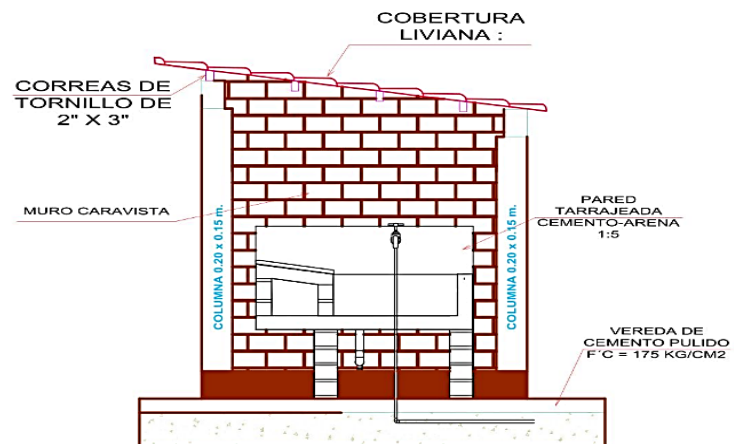 COBERTURA
LIVIANA :
CORREAS DE
TORNILLO DE
2" X 3"
MURO CARAVISTA
PARED
TARRAJEADA
CEMENTO-ARENA
1:5
COLUMNA 0.20 x 0.15 m.
COLUMNA 0.20 x 0.15 m.
VEREDA DE
CEMENTO PULIDO
F´C = 175 KG/CM2